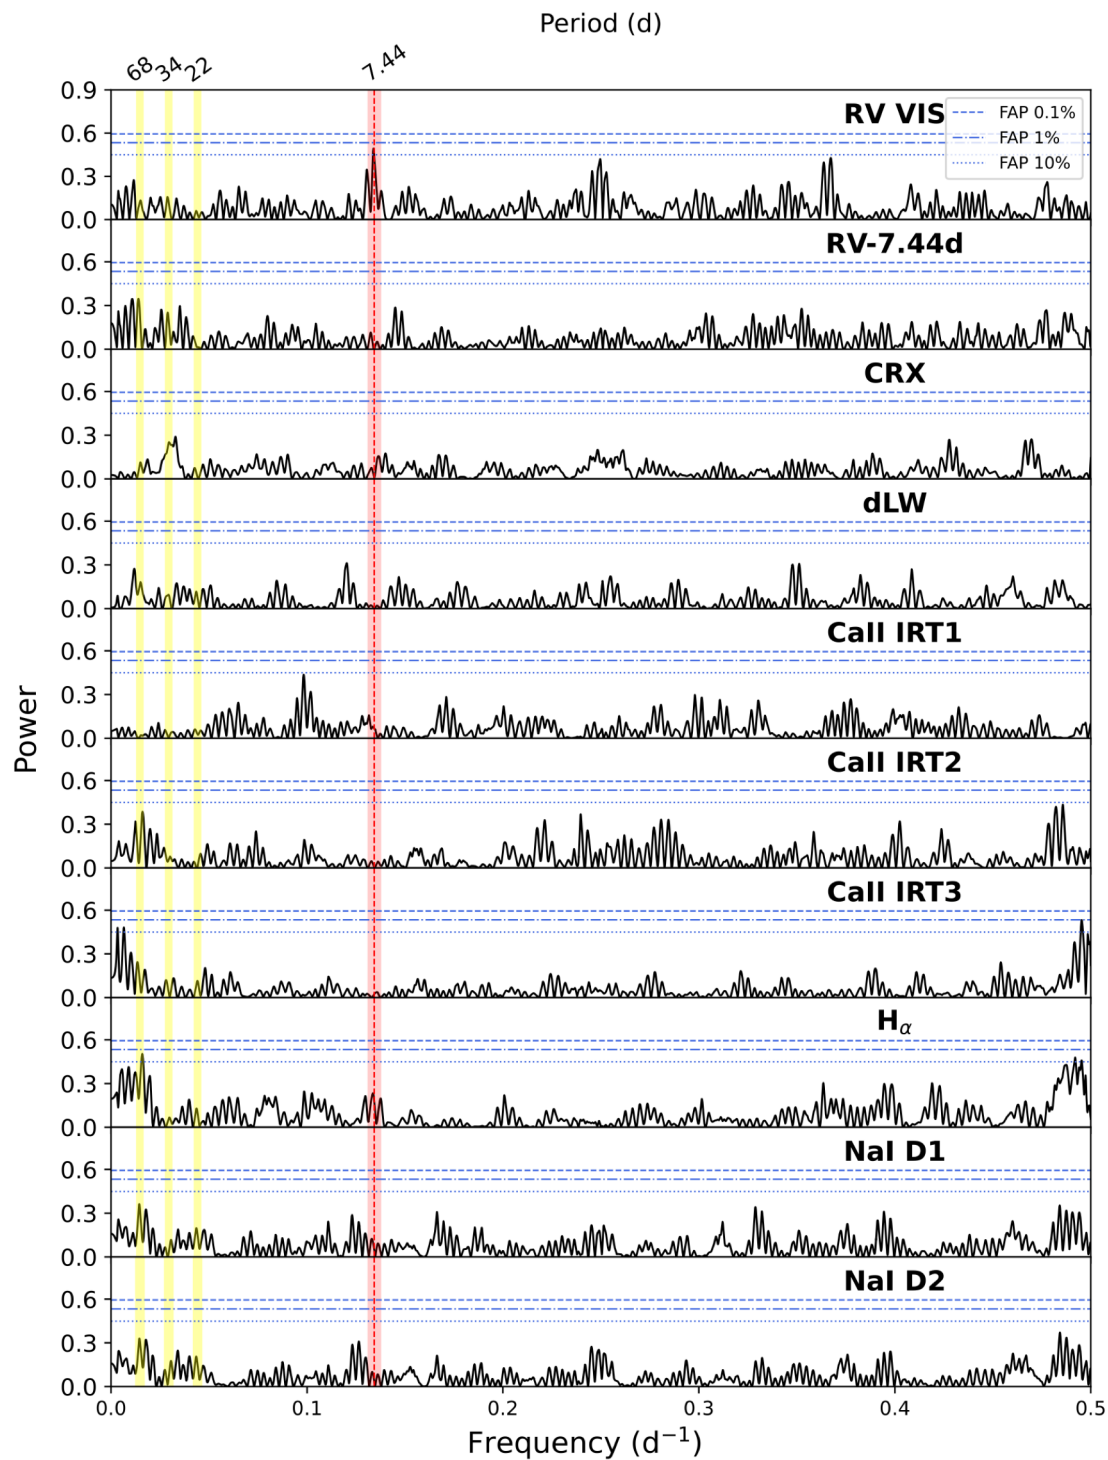 Period (d)
68 34 22 7.44
0.9
RV VIS
FAP 0.1%
FAP 1%
FAP 10%
0.6
0.3
0.0
RV-7.44d
0.6
0.3
0.0
CRX
0.6
0.3
0.0
dLW
0.6
0.3
0.0
CaII IRT1
0.6
0.3
0.0
CaII IRT2
0.6
0.3
0.0
CaII IRT3
0.6
0.3
0.0
Hα
0.6
0.3
0.0
NaI D1
0.6
0.3
0.0
NaI D2
0.6
0.3
0.0
Power
0.0 0.1 0.2 0.3 0.4 0.5
Frequency (d⁻¹)